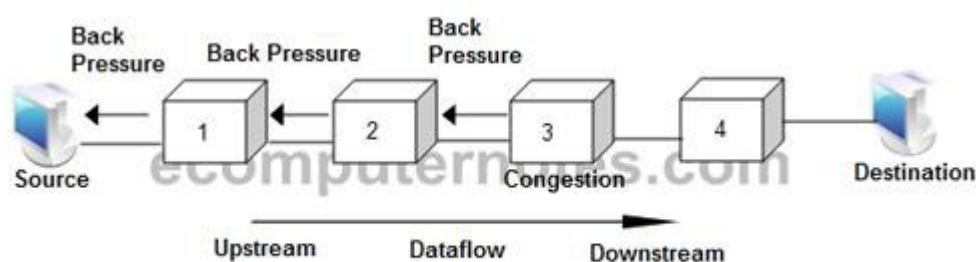 Back
Pressure
Back Pressure
Back
Pressure
1
2
3
4
Source
Congestion
Destination
ecomputernotes.com
Upstream
Dataflow
Downstream